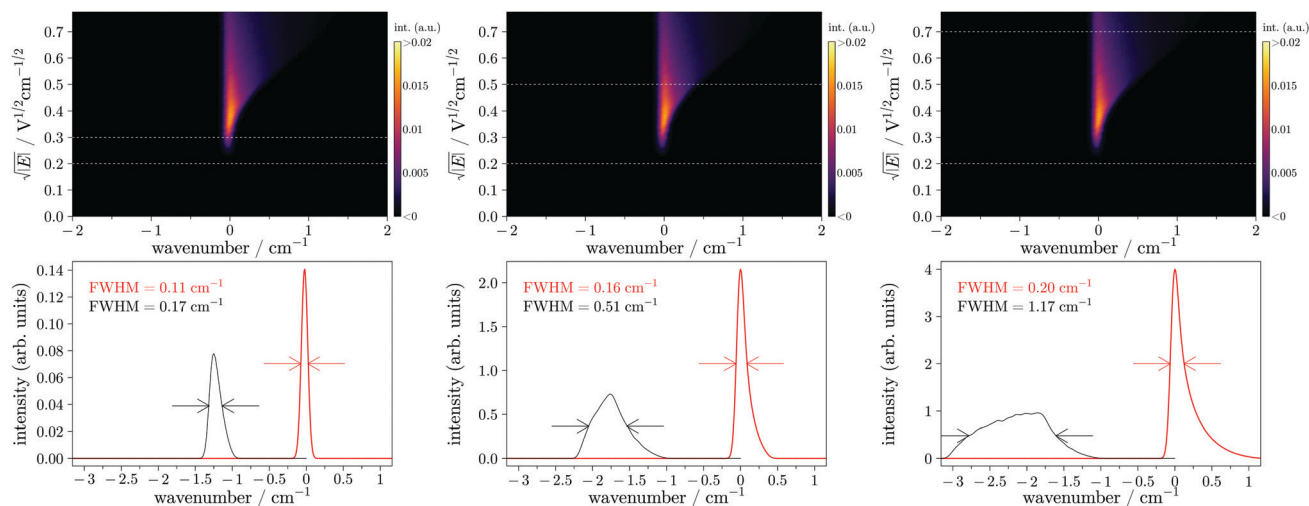 int. (a.u.)
>0.02
0.015
0.01
0.005
<0
0.7
0.6
0.5
0.4
0.3
0.2
0.1
0.0
√|E| / V1/2cm−1/2
−2 −1 0 1 2
wavenumber / cm−1
int. (a.u.)
>0.02
0.015
0.01
0.005
<0
0.7
0.6
0.5
0.4
0.3
0.2
0.1
0.0
√|E| / V1/2cm−1/2
−2 −1 0 1 2
wavenumber / cm−1
int. (a.u.)
>0.02
0.015
0.01
0.005
<0
0.7
0.6
0.5
0.4
0.3
0.2
0.1
0.0
√|E| / V1/2cm−1/2
−2 −1 0 1 2
wavenumber / cm−1
FWHM = 0.11 cm−1
FWHM = 0.17 cm−1
0.14
0.12
0.10
0.08
0.06
0.04
0.02
0.00
intensity (arb. units)
−3 −2.5 −2 −1.5 −1 −0.5 0 0.5 1
wavenumber / cm−1
FWHM = 0.16 cm−1
FWHM = 0.51 cm−1
2.0
1.5
1.0
0.5
0.0
intensity (arb. units)
−3 −2.5 −2 −1.5 −1 −0.5 0 0.5 1
wavenumber / cm−1
FWHM = 0.20 cm−1
FWHM = 1.17 cm−1
4
3
2
1
0
intensity (arb. units)
−3 −2.5 −2 −1.5 −1 −0.5 0 0.5 1
wavenumber / cm−1